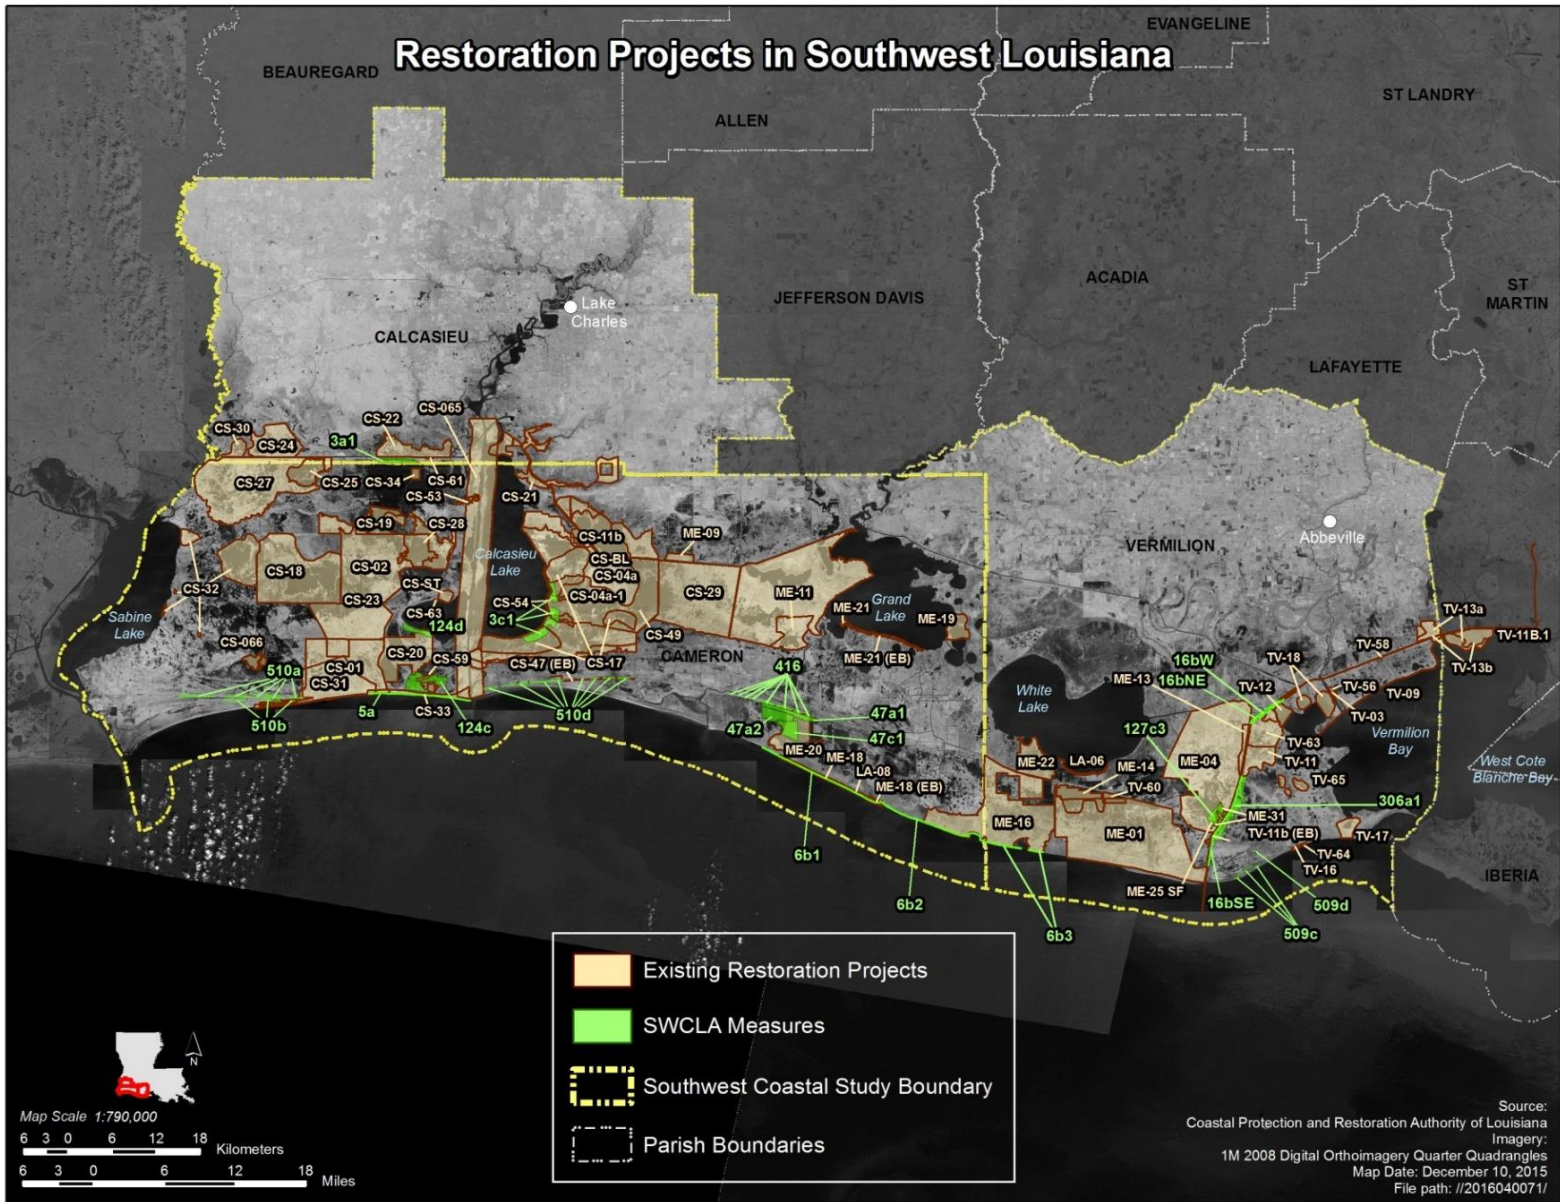 Restoration Projects in Southwest Louisiana
EVANGELINE
BEAUREGARD
ST LANDRY
ALLEN
ACADIA
JEFFERSON DAVIS
ST
MARTIN
Lake
Charles
CALCASIEU
LAFAYETTE
CS-065
CS-22
CS-30
CS-24
3a1
CS-27
CS-25
CS-34
CS-61
CS-53
CS-21
CS-19
CS-28
ME-09
CS-11b
Abbeville
VERMILION
Calcasieu
Lake
CS-BL
CS-18
CS-02
CS-04a
CS-ST
CS-32
CS-04a-1
CS-29
ME-11
CS-23
CS-54
Grand
Lake
ME-21
ME-19
TV-13a
Sabine
Lake
CS-63
3c1
124d
CS-49
TV-11B.1
CS-066
CS-20
CS-59
CS-47 (EB)
CS-17
CAMERON
ME-21 (EB)
TV-58
TV-13b
510a
CS-01
CS-31
416
16bW
16bNE
TV-18
ME-13
TV-12
TV-56
TV-09
White
Lake
5a
CS-33
510b
124c
510d
47a1
47a2
47c1
127c3
TV-03
Vermilion
Bay
ME-20
ME-18
LA-08
ME-18 (EB)
ME-22
LA-06
ME-14
TV-60
ME-04
TV-63
TV-11
TV-65
West Cote
Blanche Bay
306a1
ME-16
ME-01
ME-31
TV-11b (EB)
TV-17
TV-64
TV-16
6b1
6b2
6b3
ME-25 SF
16bSE
509d
509c
IBERIA
Existing Restoration Projects
SWCLA Measures
Southwest Coastal Study Boundary
Parish Boundaries
N
Map Scale 1:790,000
6 3 0 6 12 18
Kilometers
6 3 0 6 12 18
Miles
Source:
Coastal Protection and Restoration Authority of Louisiana
Imagery:
1M 2008 Digital Orthoimagery Quarter Quadrangles
Map Date: December 10, 2015
File path: //2016040071/